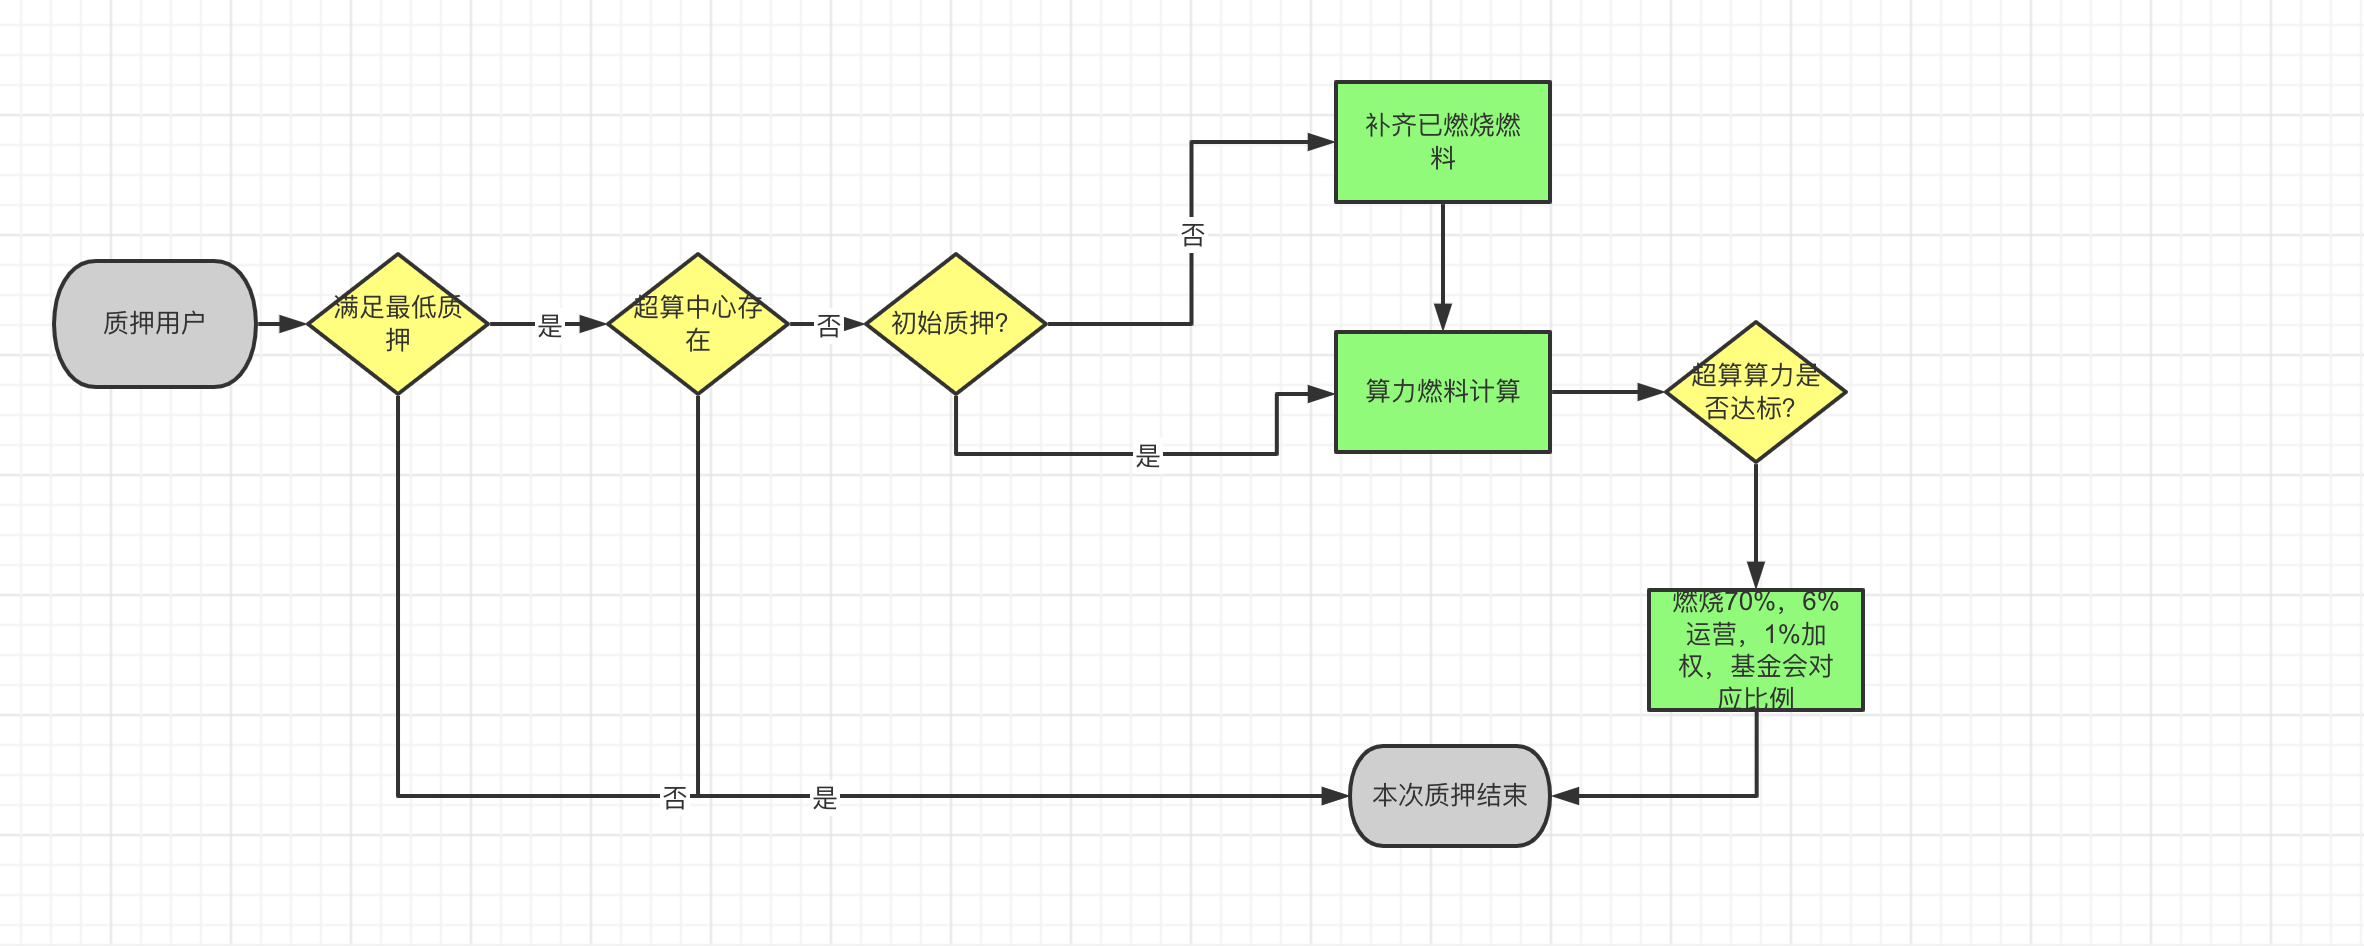 补齐已燃烧燃
料
否
质押用户
满足最低质
押
是
超算中心存
在
否
初始质押?
是
算力燃料计算
超算算力是
否达标?
燃烧70%，6%
运营，1%加
权，基金会对
应比例
否
是
本次质押结束